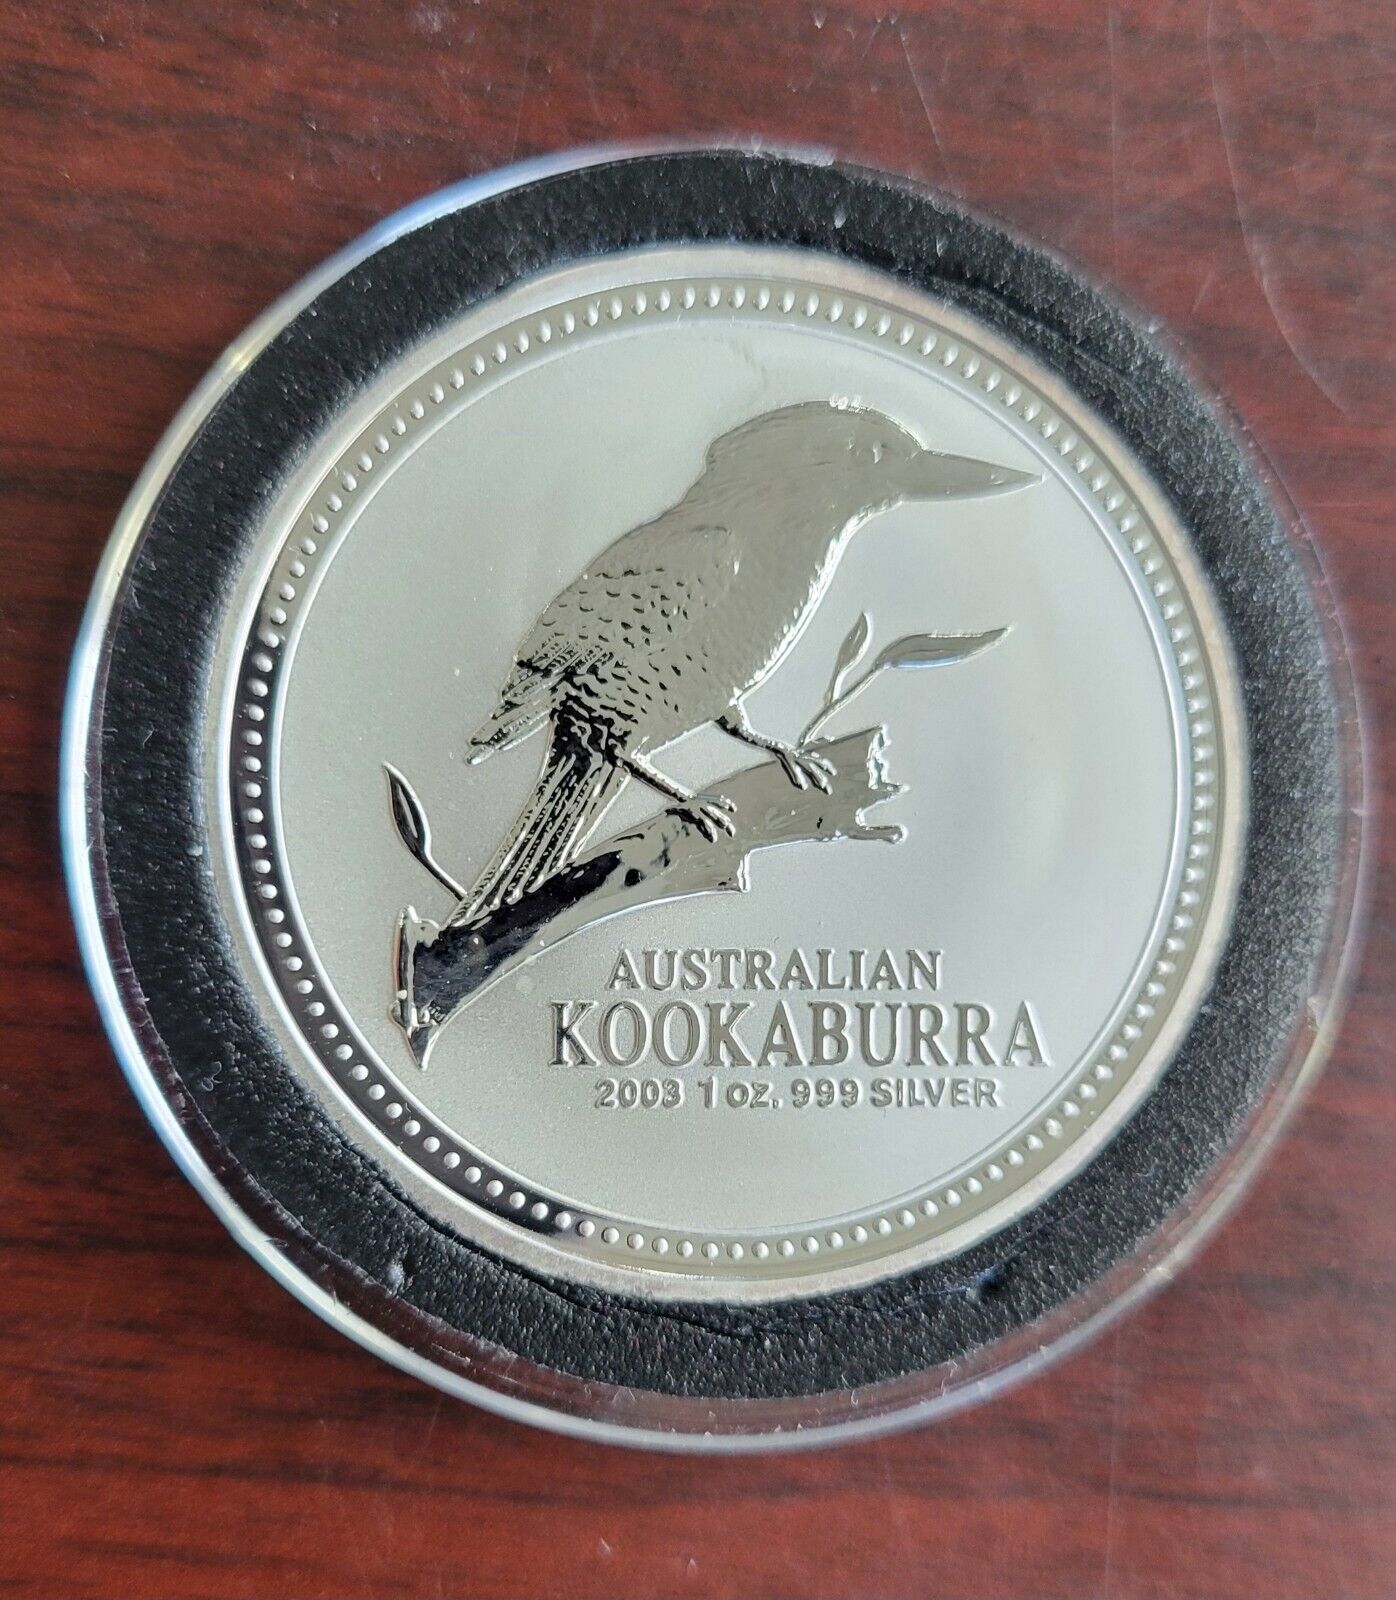 AUSTRALIAN
KOOKABURRA
2003 1 oz. 999 SILVER